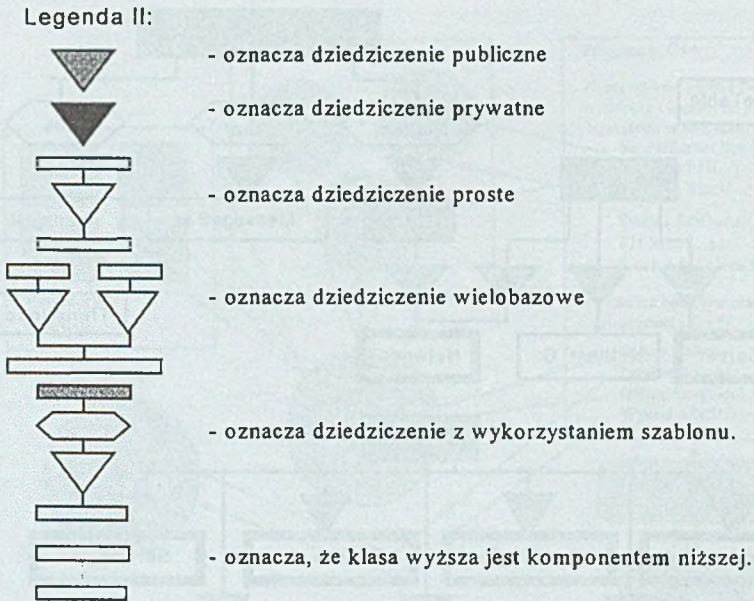 Legenda II:
- oznacza dziedziczenie publiczne
- oznacza dziedziczenie prywatne
- oznacza dziedziczenie proste
- oznacza dziedziczenie wielobazowe
- oznacza dziedziczenie z wykorzystaniem szablonu.
- oznacza, że klasa wyższa jest komponentem niższej.